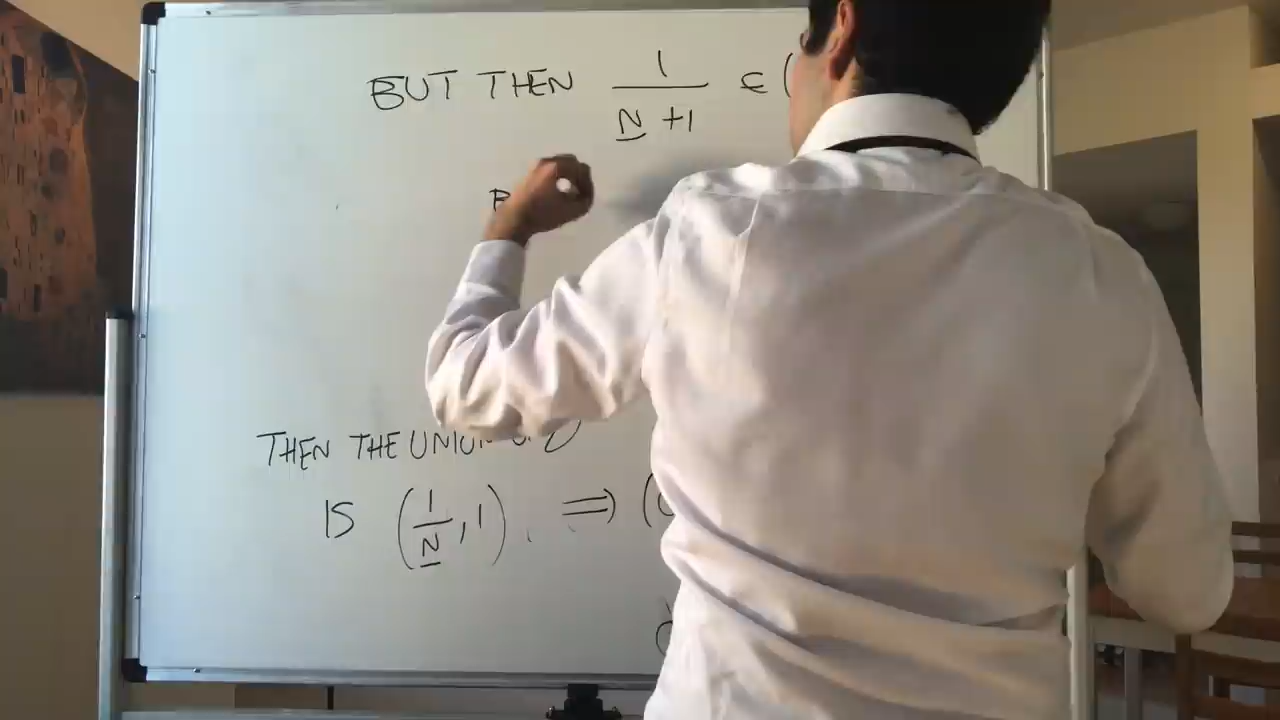 BUT THEN 1/N+1 ∈ (
THEN THE UNION
IS (1/N, 1). ⇒ (